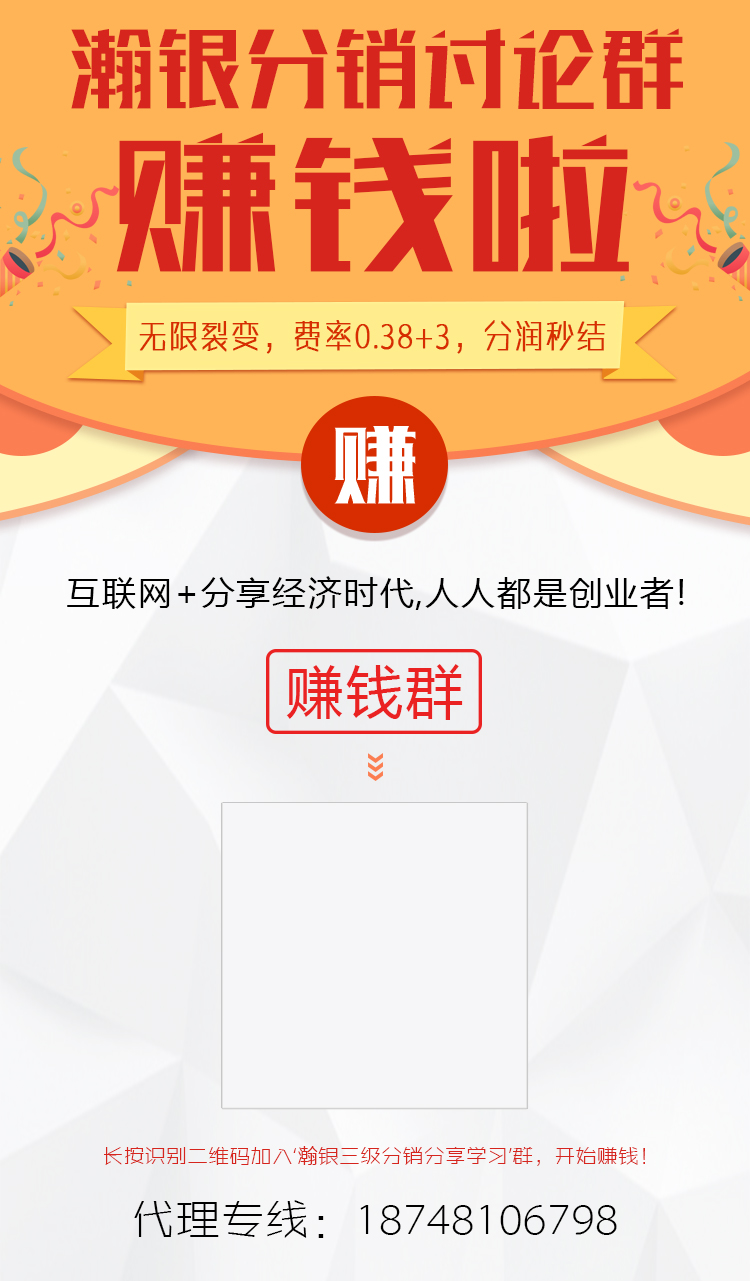 瀚银分销讨论群
赚钱啦
无限裂变，费率0.38+3，分润秒结
赚
互联网+分享经济时代,人人都是创业者!
赚钱群
长按识别二维码加入‘瀚银三级分销分享学习’群，开始赚钱！
代理专线：18748106798